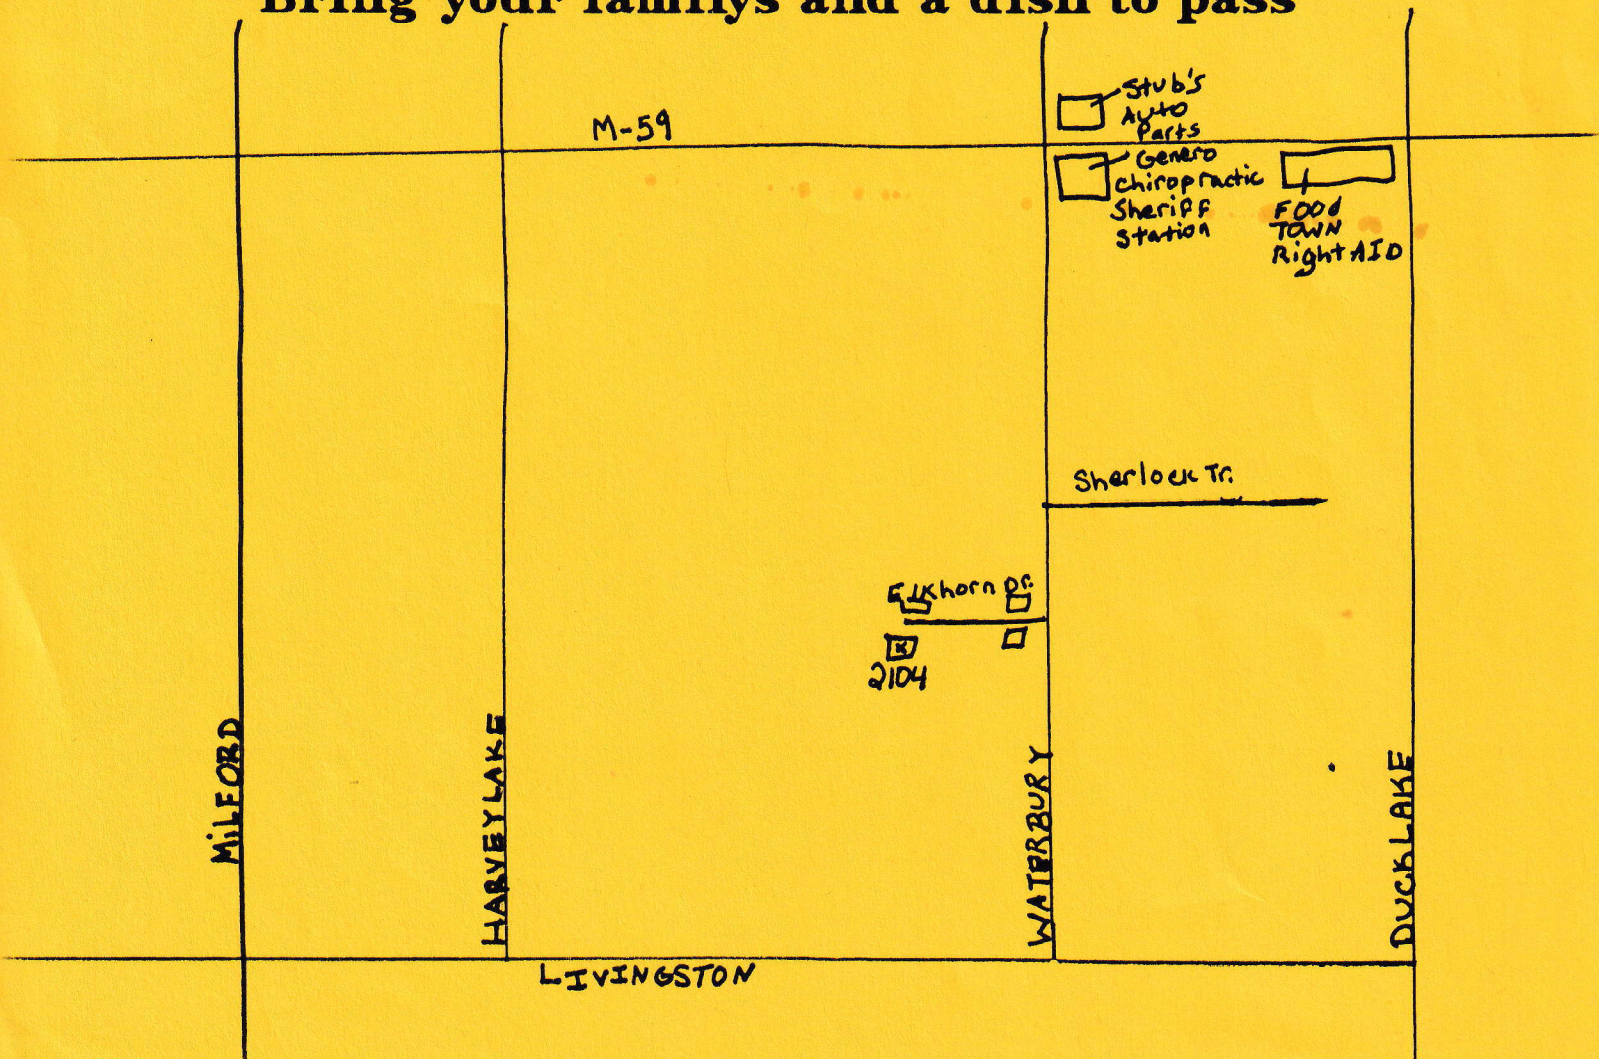 Bring your familys and a dish to pass
Stub's
Auto
Parts
M-59
Genero
chiropractic
Sheriff
Station
FOOd
TOWN
Right AID
Sherlock Tr.
Elkhorn Dr.
2104
MiLFORD
HARVEYLAKE
WATERBURY
DUCKLAKE
LIVINGSTON